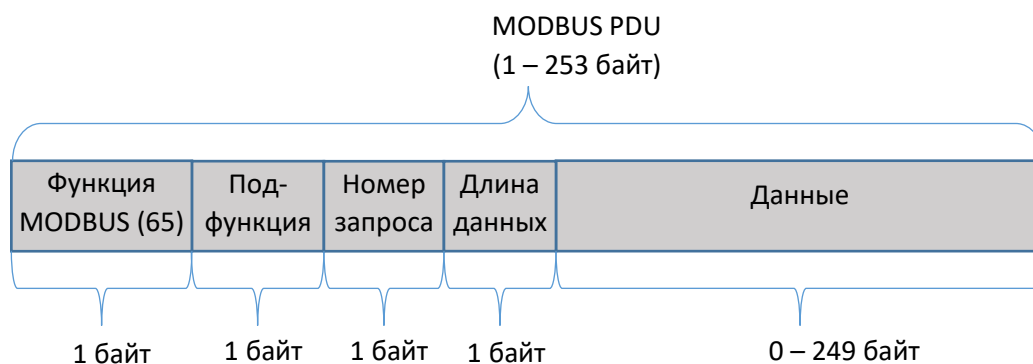 MODBUS PDU
(1 – 253 байт)
Функция
MODBUS (65)
Под-
функция
Номер
запроса
Длина
данных
Данные
1 байт
1 байт
1 байт
1 байт
0 – 249 байт